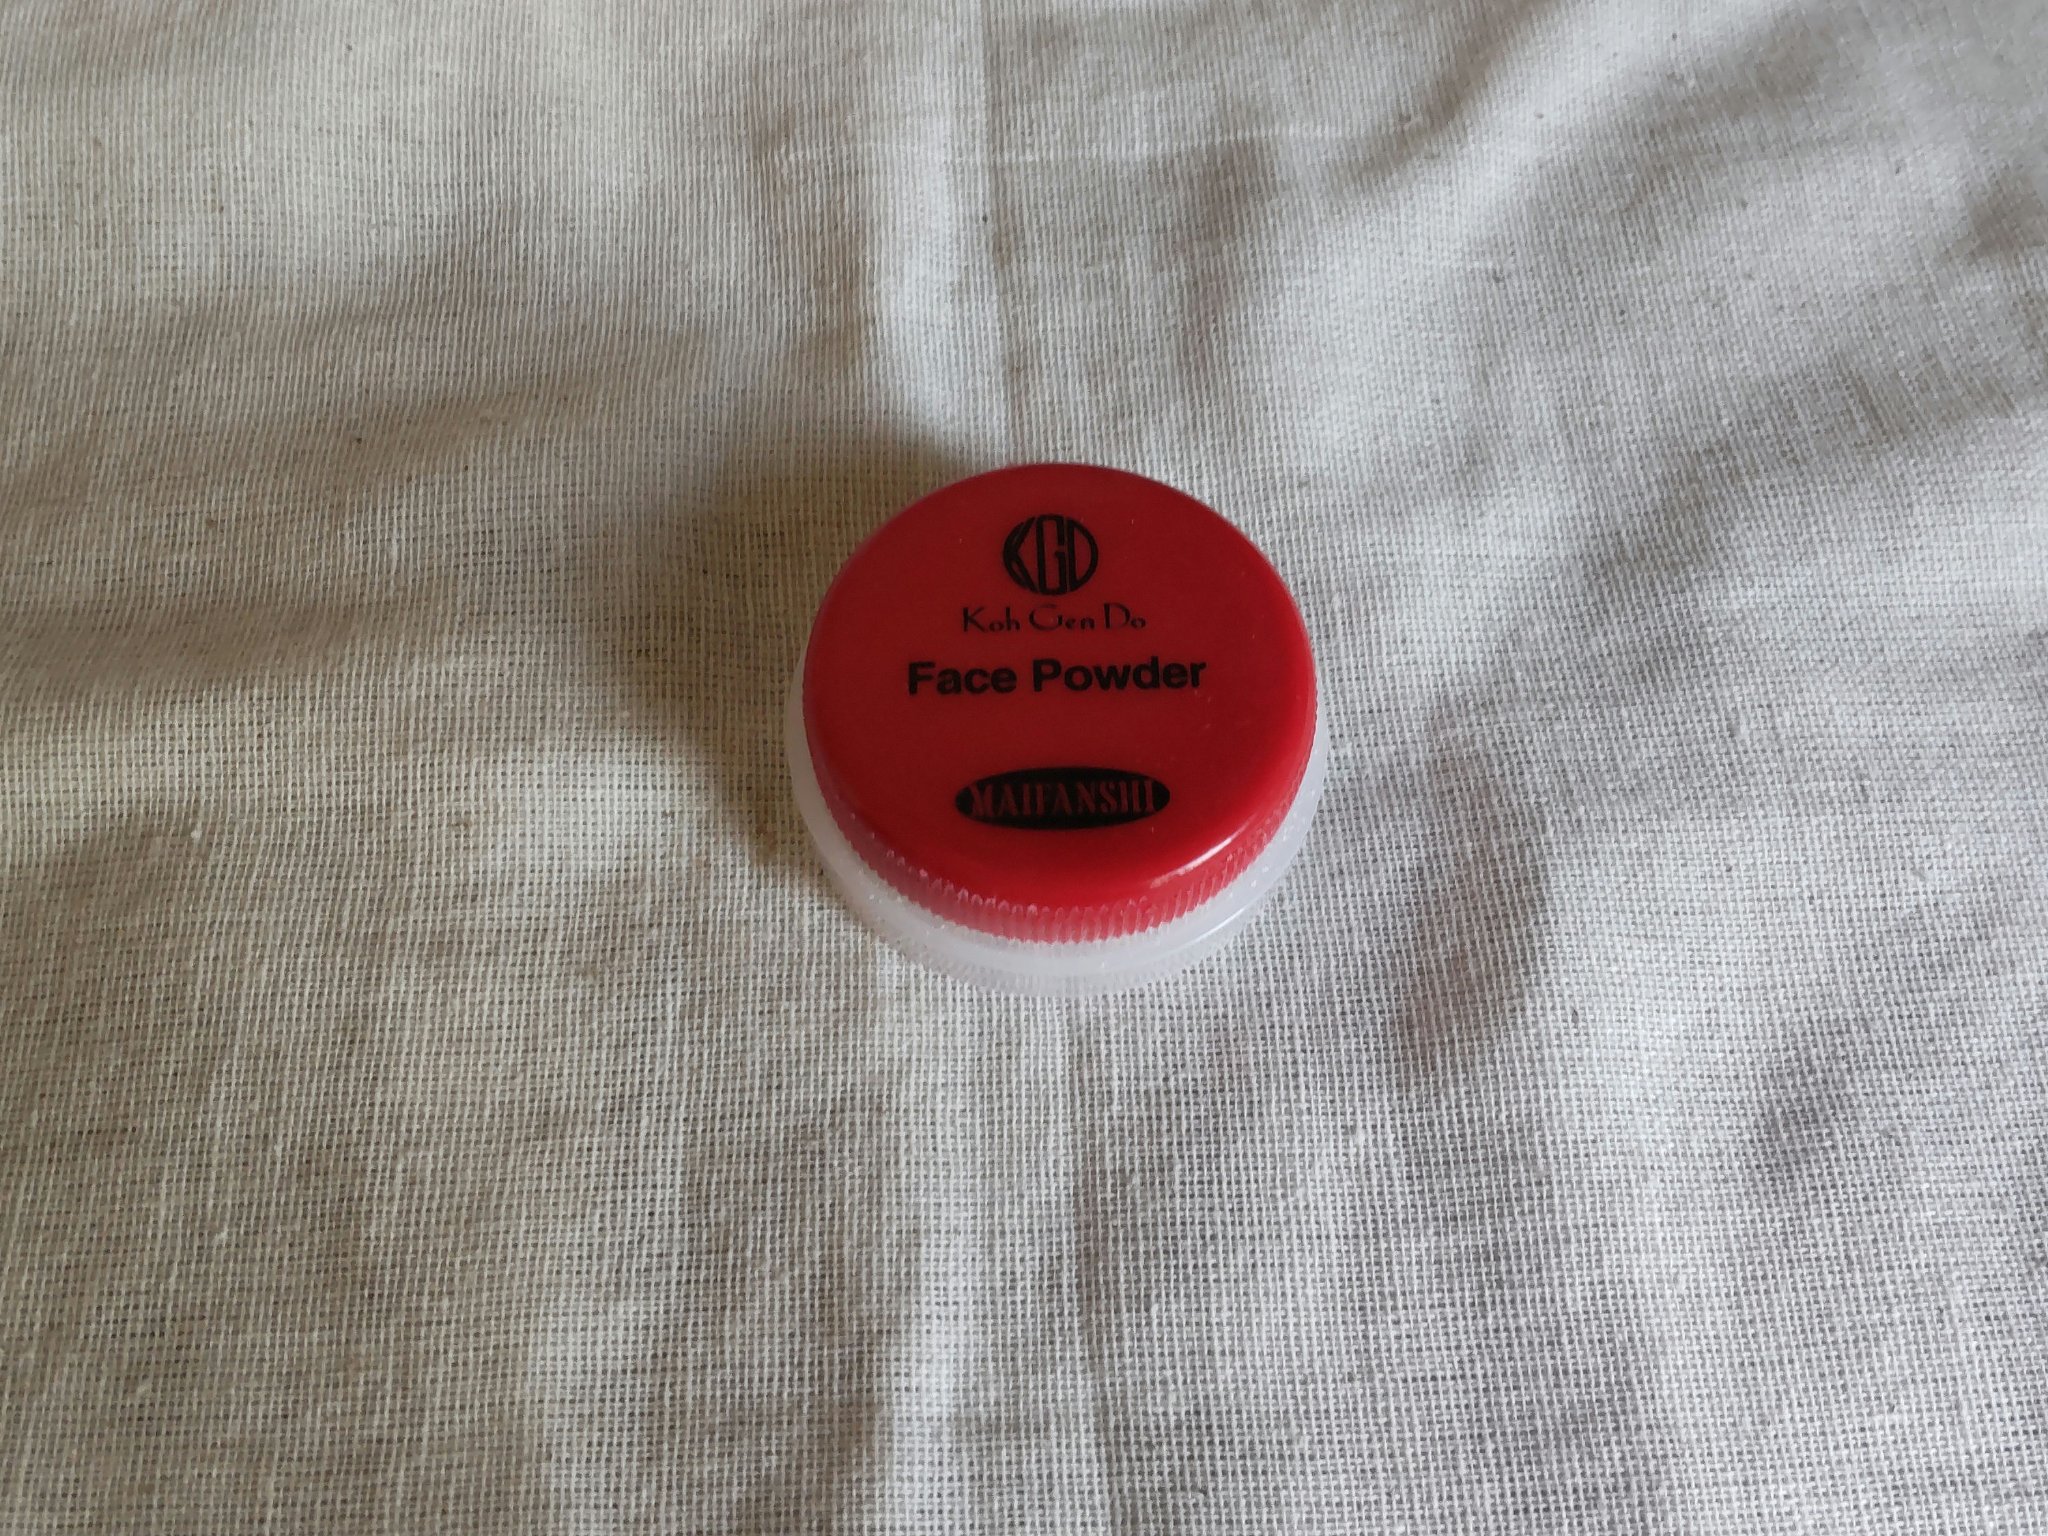 KGD
Koh Gen Do
Face Powder
MAIFANSHI